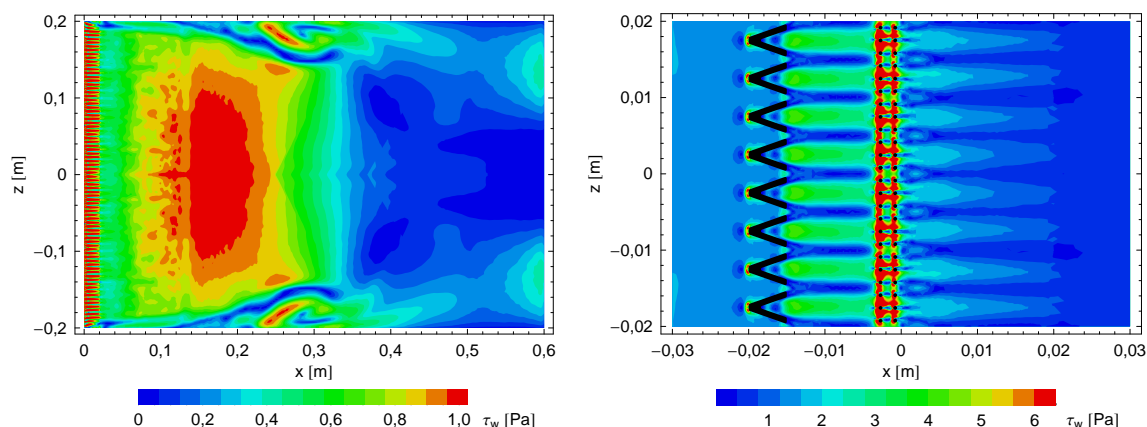 0,2
0,1
0
−0,1
−0,2
z [m]
0 0,1 0,2 0,3 0,4 0,5 0,6
x [m]
0 0,2 0,4 0,6 0,8 1,0 τw [Pa]
0,02
0,01
0
−0,01
−0,02
z [m]
−0,03 −0,02 −0,01 0 0,01 0,02 0,03
x [m]
1 2 3 4 5 6 τw [Pa]